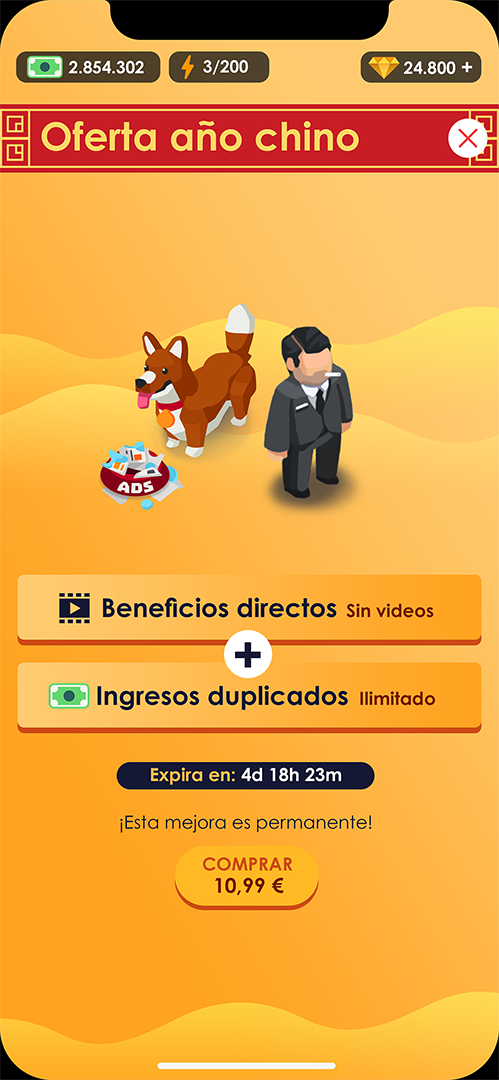 2.854.302
3/200
24.800 +
Oferta año chino
ADS
Beneficios directos Sin videos
Ingresos duplicados Ilimitado
Expira en: 4d 18h 23m
¡Esta mejora es permanente!
COMPRAR
10,99 €